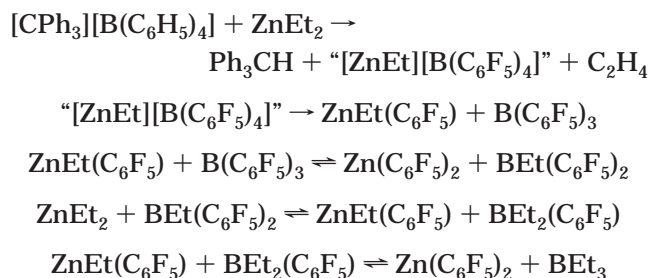 [CPh₃][B(C₆H₅)₄] + ZnEt₂ →
Ph₃CH + “[ZnEt][B(C₆F₅)₄]” + C₂H₄
“[ZnEt][B(C₆F₅)₄]” → ZnEt(C₆F₅) + B(C₆F₅)₃
ZnEt(C₆F₅) + B(C₆F₅)₃ ⇌ Zn(C₆F₅)₂ + BEt(C₆F₅)₂
ZnEt₂ + BEt(C₆F₅)₂ ⇌ ZnEt(C₆F₅) + BEt₂(C₆F₅)
ZnEt(C₆F₅) + BEt₂(C₆F₅) ⇌ Zn(C₆F₅)₂ + BEt₃